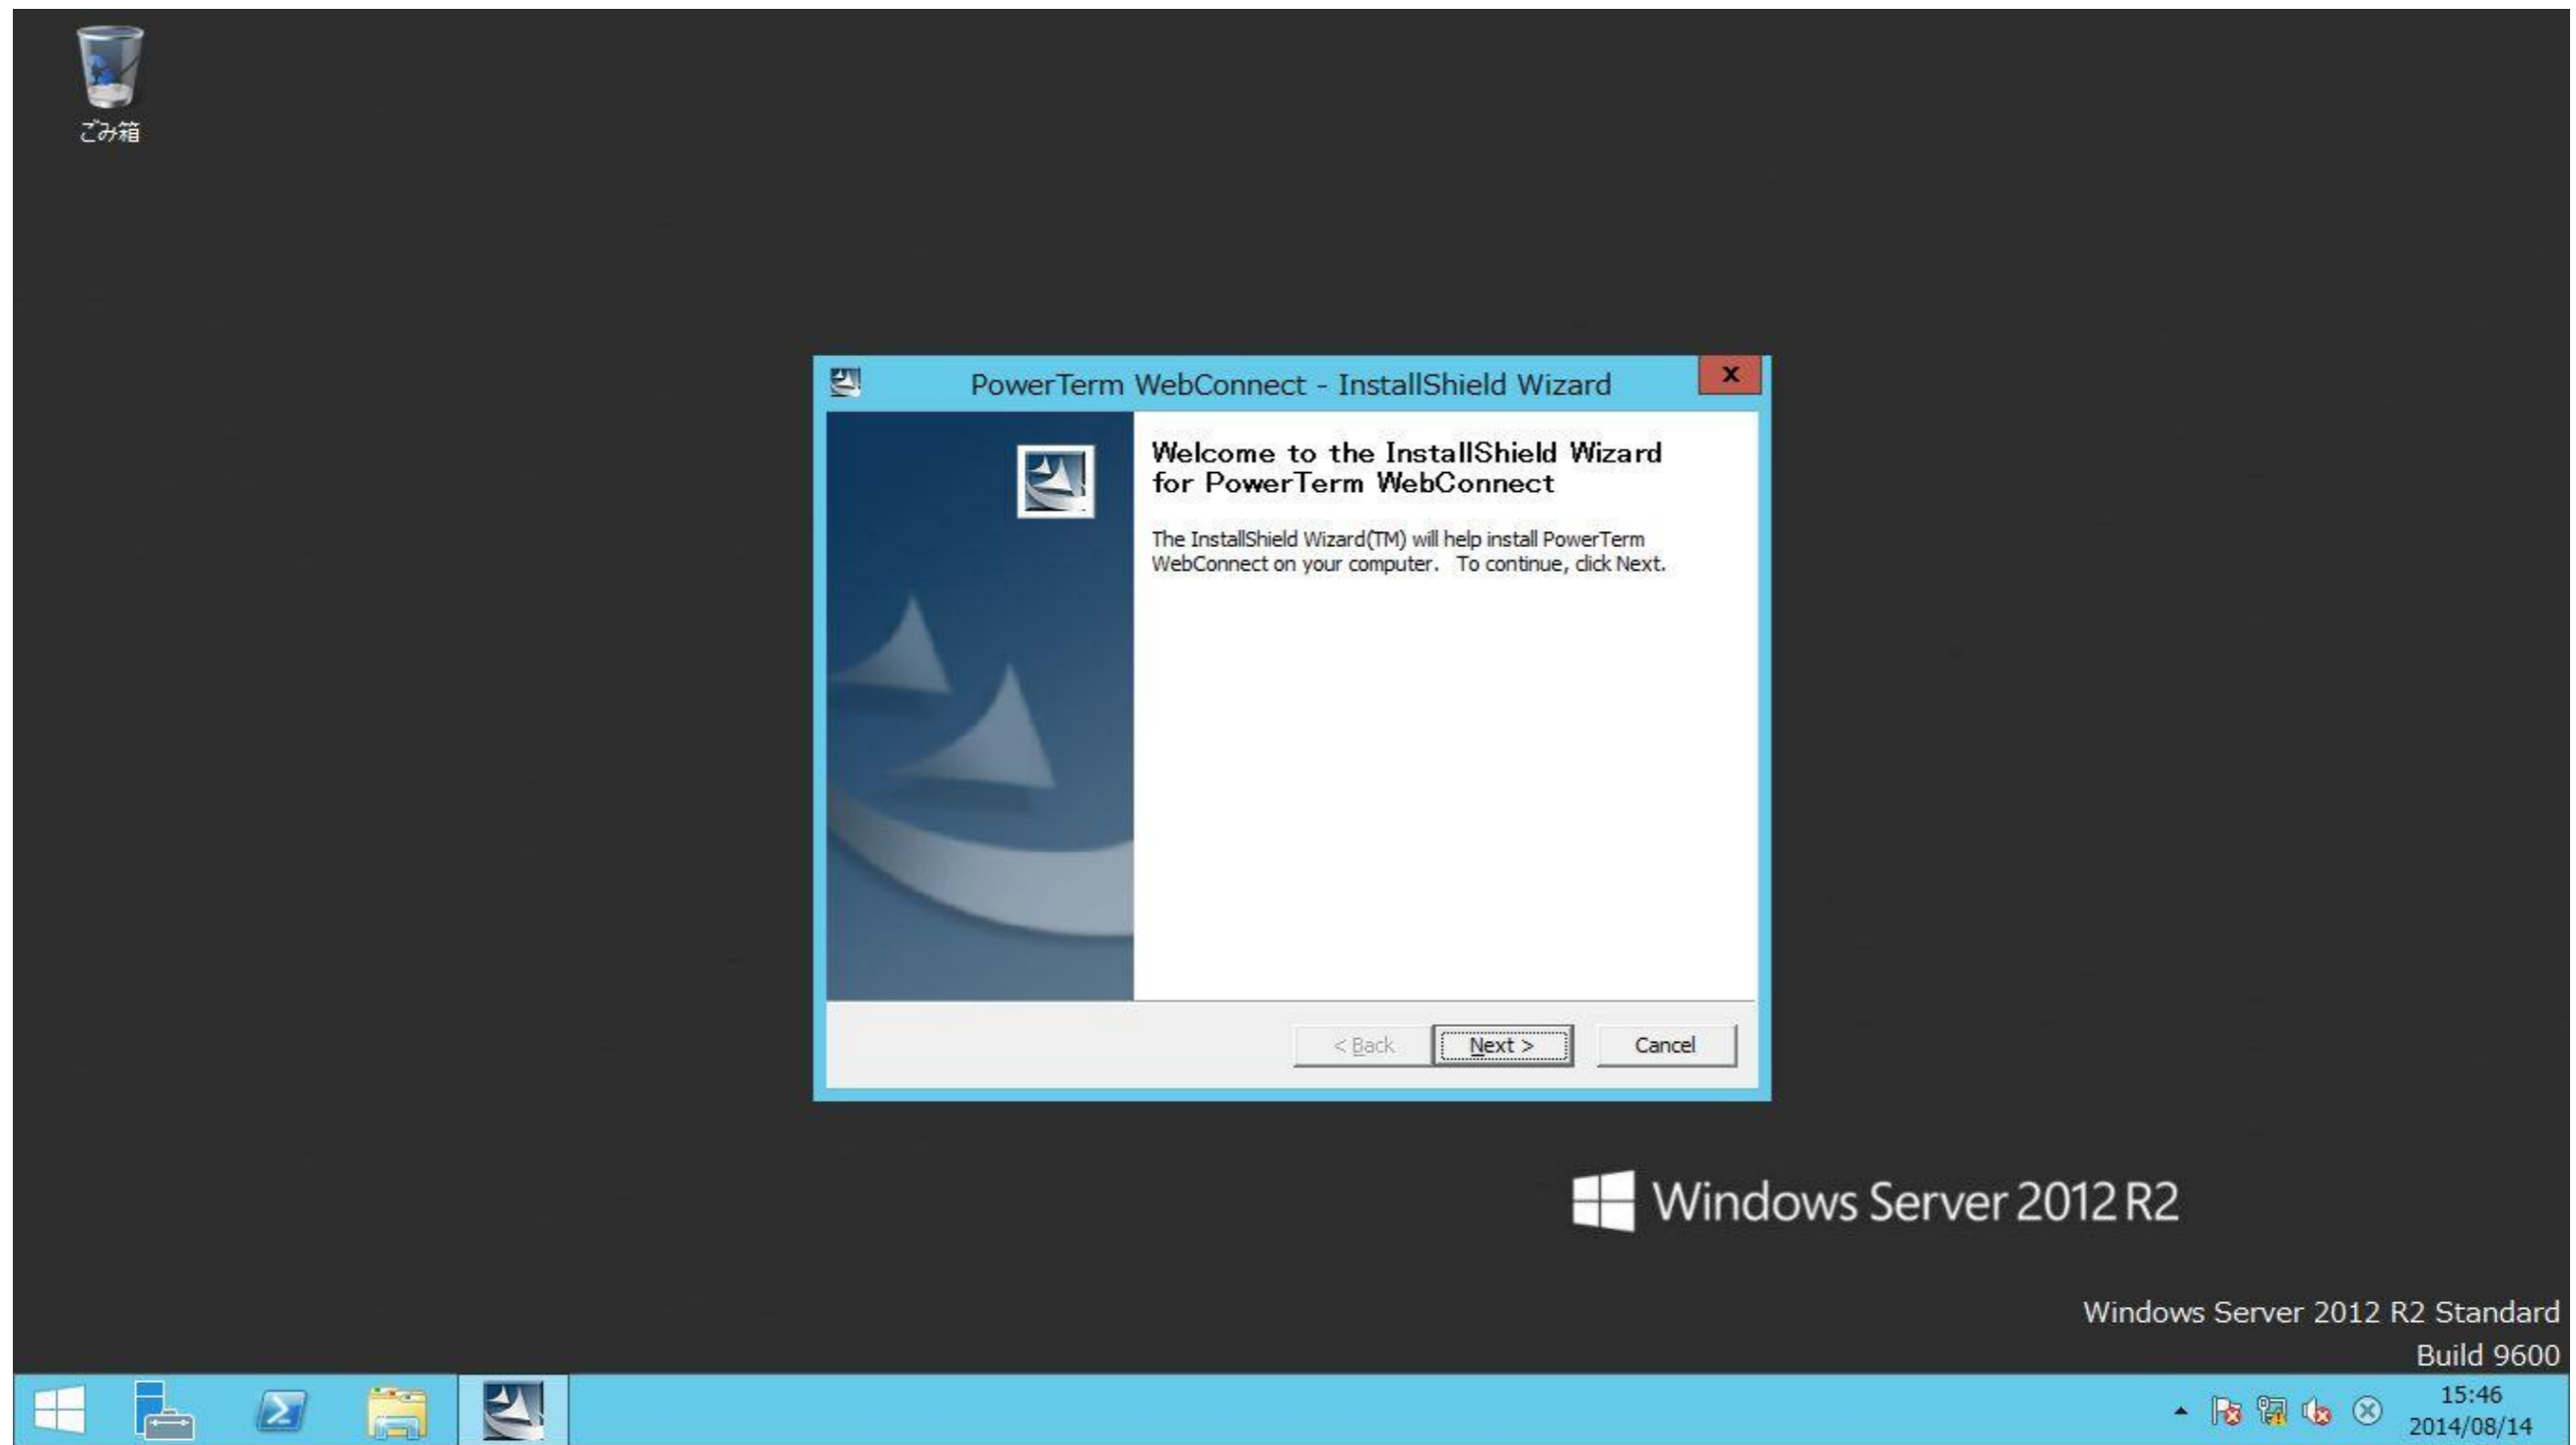 ごみ箱
PowerTerm WebConnect - InstallShield Wizard
x
Welcome to the InstallShield Wizard
for PowerTerm WebConnect
The InstallShield Wizard(TM) will help install PowerTerm
WebConnect on your computer.   To continue, click Next.
< Back
Next >
Cancel
Windows Server 2012 R2
Windows Server 2012 R2 Standard
Build 9600
15:46
2014/08/14